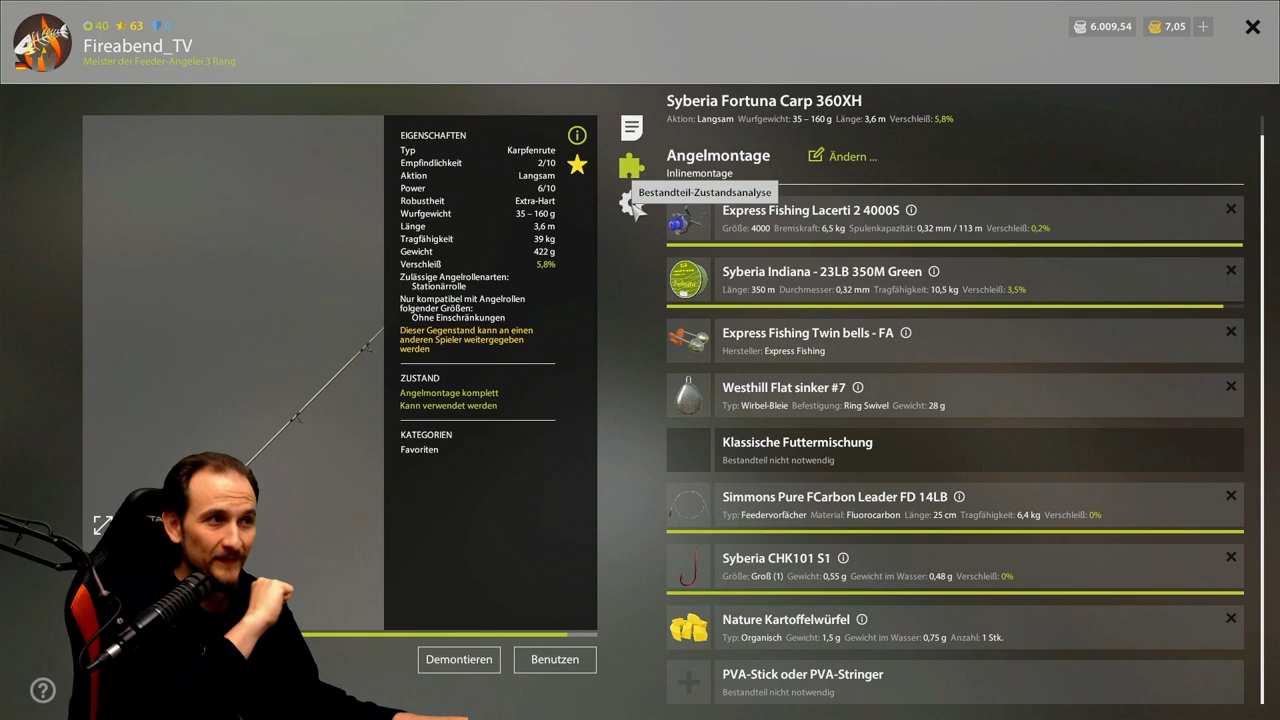 40 63 0
Fireabend_TV
Meister der Feeder-Angelei 3 Rang
6.009,54
7,05
EIGENSCHAFTEN
Typ Karpfenrute
Empfindlichkeit 2/10
Aktion Langsam
Power 6/10
Robustheit Extra-Hart
Wurfgewicht 35 – 160 g
Länge 3,6 m
Tragfähigkeit 39 kg
Gewicht 422 g
Verschleiß 5,8%
Zulässige Angelrollenarten:
Stationärrolle
Nur kompatibel mit Angelrollen
folgender Größen:
Ohne Einschränkungen
Dieser Gegenstand kann an einen
anderen Spieler weitergegeben
werden
ZUSTAND
Angelmontage komplett
Kann verwendet werden
KATEGORIEN
Favoriten
Demontieren
Benutzen
Syberia Fortuna Carp 360XH
Aktion: Langsam Wurfgewicht: 35 – 160 g Länge: 3,6 m Verschleiß: 5,8%
Angelmontage
Ändern ...
Inlinemontage
Bestandteil-Zustandsanalyse
Express Fishing Lacerti 2 4000S
Größe: 4000 Bremskraft: 6,5 kg Spulenkapazität: 0,32 mm / 113 m Verschleiß: 0,2%
Syberia Indiana - 23LB 350M Green
Länge: 350 m Durchmesser: 0,32 mm Tragfähigkeit: 10,5 kg Verschleiß: 3,5%
Express Fishing Twin bells - FA
Hersteller: Express Fishing
Westhill Flat sinker #7
Typ: Wirbel-Bleie Befestigung: Ring Swivel Gewicht: 28 g
Klassische Futtermischung
Bestandteil nicht notwendig
Simmons Pure FCarbon Leader FD 14LB
Typ: Feedervorfächer Material: Fluorocarbon Länge: 25 cm Tragfähigkeit: 6,4 kg Verschleiß: 0%
Syberia CHK101 S1
Größe: Groß (1) Gewicht: 0,55 g Gewicht im Wasser: 0,48 g Verschleiß: 0%
Nature Kartoffelwürfel
Typ: Organisch Gewicht: 1,5 g Gewicht im Wasser: 0,75 g Anzahl: 1 Stk.
PVA-Stick oder PVA-Stringer
Bestandteil nicht notwendig